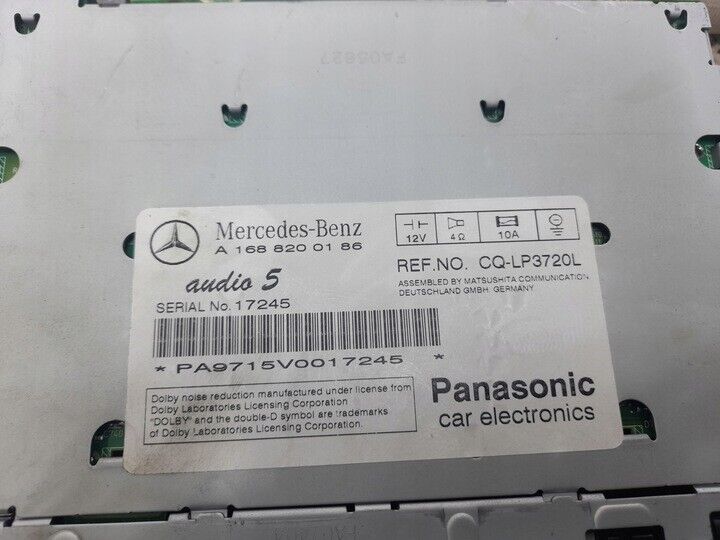 FA05627
Mercedes-Benz
A 168 820 01 86
audio 5
SERIAL No. 17245
* PA9715V0017245 *
Dolby noise reduction manufactured under license from
Dolby Laboratories Licensing Corporation
"DOLBY" and the double-D symbol are trademarks
of Dolby Laboratories Licensing Corporation.
12V 4Ω 10A
REF.NO. CQ-LP3720L
ASSEMBLED BY MATSUSHITA COMMUNICATION
DEUTSCHLAND GMBH. GERMANY
Panasonic
car electronics